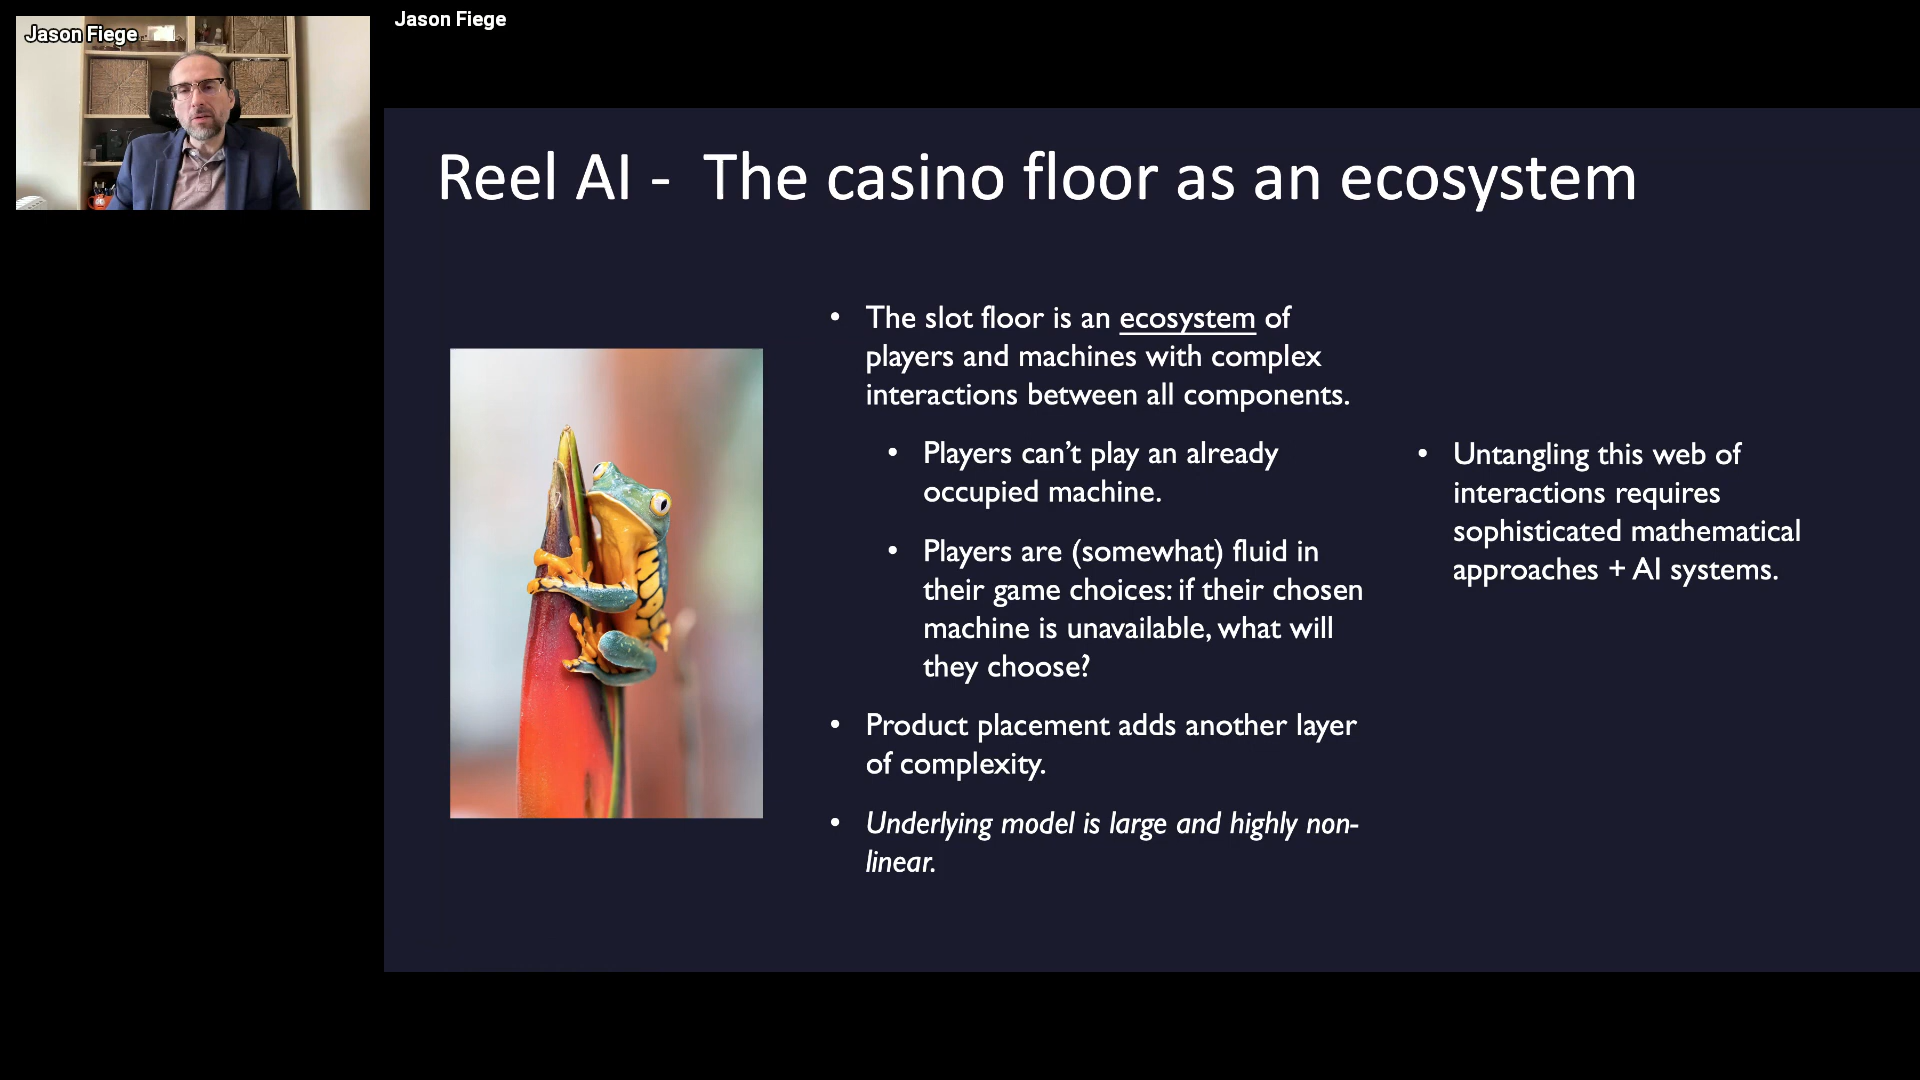 Jason Fiege
Jason Fiege
Reel AI - The casino floor as an ecosystem
• The slot floor is an ecosystem of
players and machines with complex
interactions between all components.
• Players can’t play an already
occupied machine.
• Players are (somewhat) fluid in
their game choices: if their chosen
machine is unavailable, what will
they choose?
• Product placement adds another layer
of complexity.
• Underlying model is large and highly non-
linear.
• Untangling this web of
interactions requires
sophisticated mathematical
approaches + AI systems.